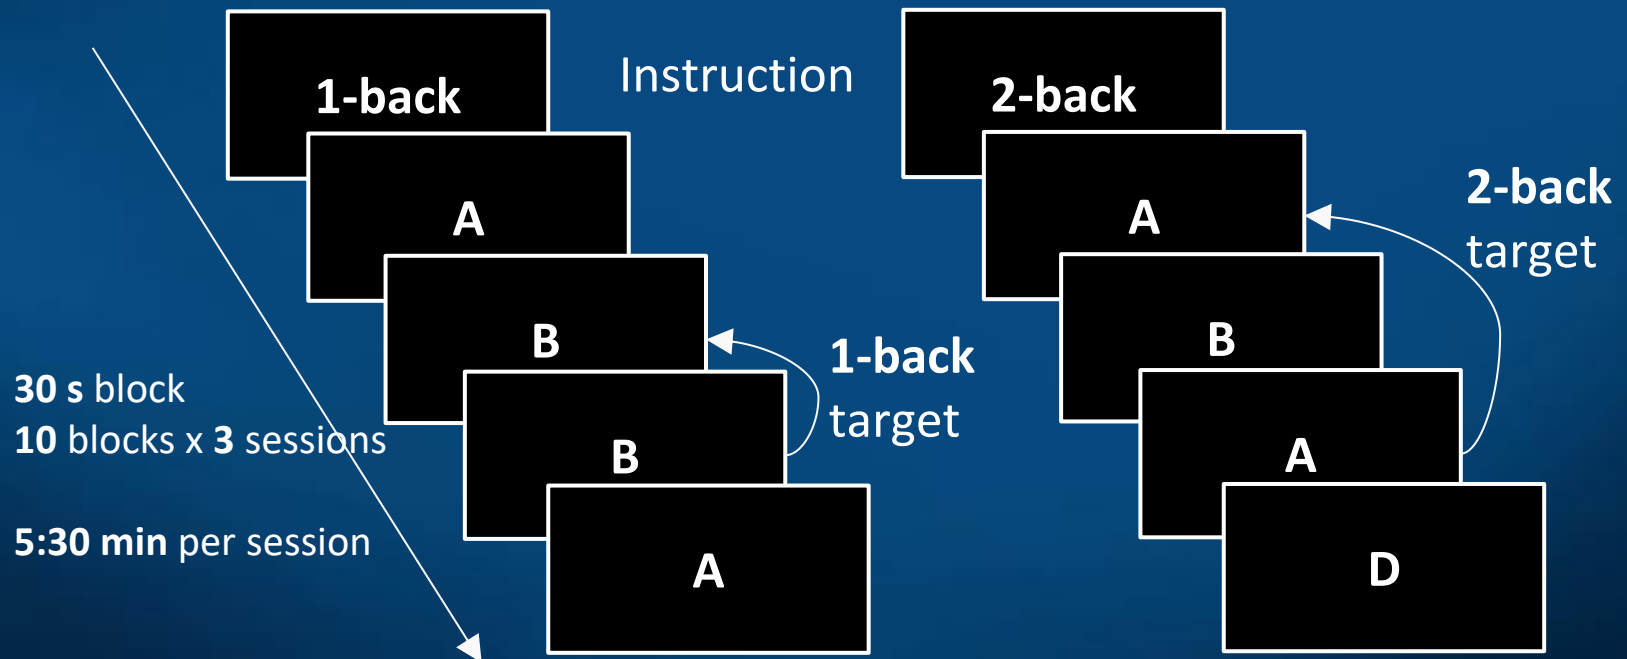 1-back
Instruction
2-back
A
A
2-back
target
B
B
1-back
target
30 s block
10 blocks x 3 sessions
B
A
5:30 min per session
A
D